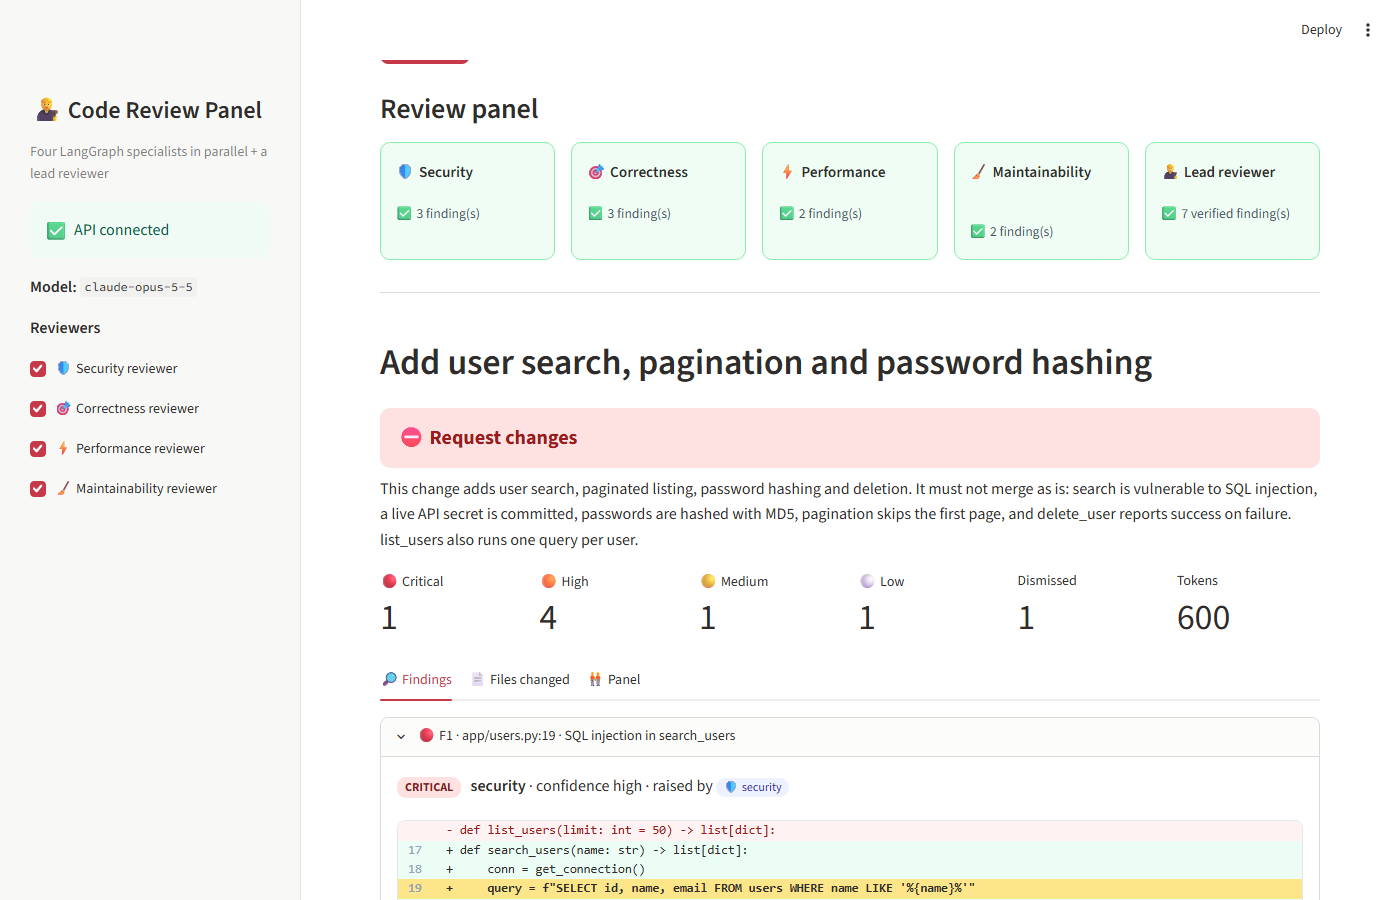 Deploy
Code Review Panel
Four LangGraph specialists in parallel + a
lead reviewer
API connected
Model: claude-opus-5-5
Reviewers
Security reviewer
Correctness reviewer
Performance reviewer
Maintainability reviewer
Review panel
Security
3 finding(s)
Correctness
3 finding(s)
Performance
2 finding(s)
Maintainability
2 finding(s)
Lead reviewer
7 verified finding(s)
Add user search, pagination and password hashing
Request changes
This change adds user search, paginated listing, password hashing and deletion. It must not merge as is: search is vulnerable to SQL injection,
a live API secret is committed, passwords are hashed with MD5, pagination skips the first page, and delete_user reports success on failure.
list_users also runs one query per user.
Critical
1
High
4
Medium
1
Low
1
Dismissed
1
Tokens
600
Findings
Files changed
Panel
F1 · app/users.py:19 · SQL injection in search_users
CRITICAL security · confidence high · raised by security
- def list_users(limit: int = 50) -> list[dict]:
17 + def search_users(name: str) -> list[dict]:
18 + conn = get_connection()
19 + query = f"SELECT id, name, email FROM users WHERE name LIKE '%{name}%'"